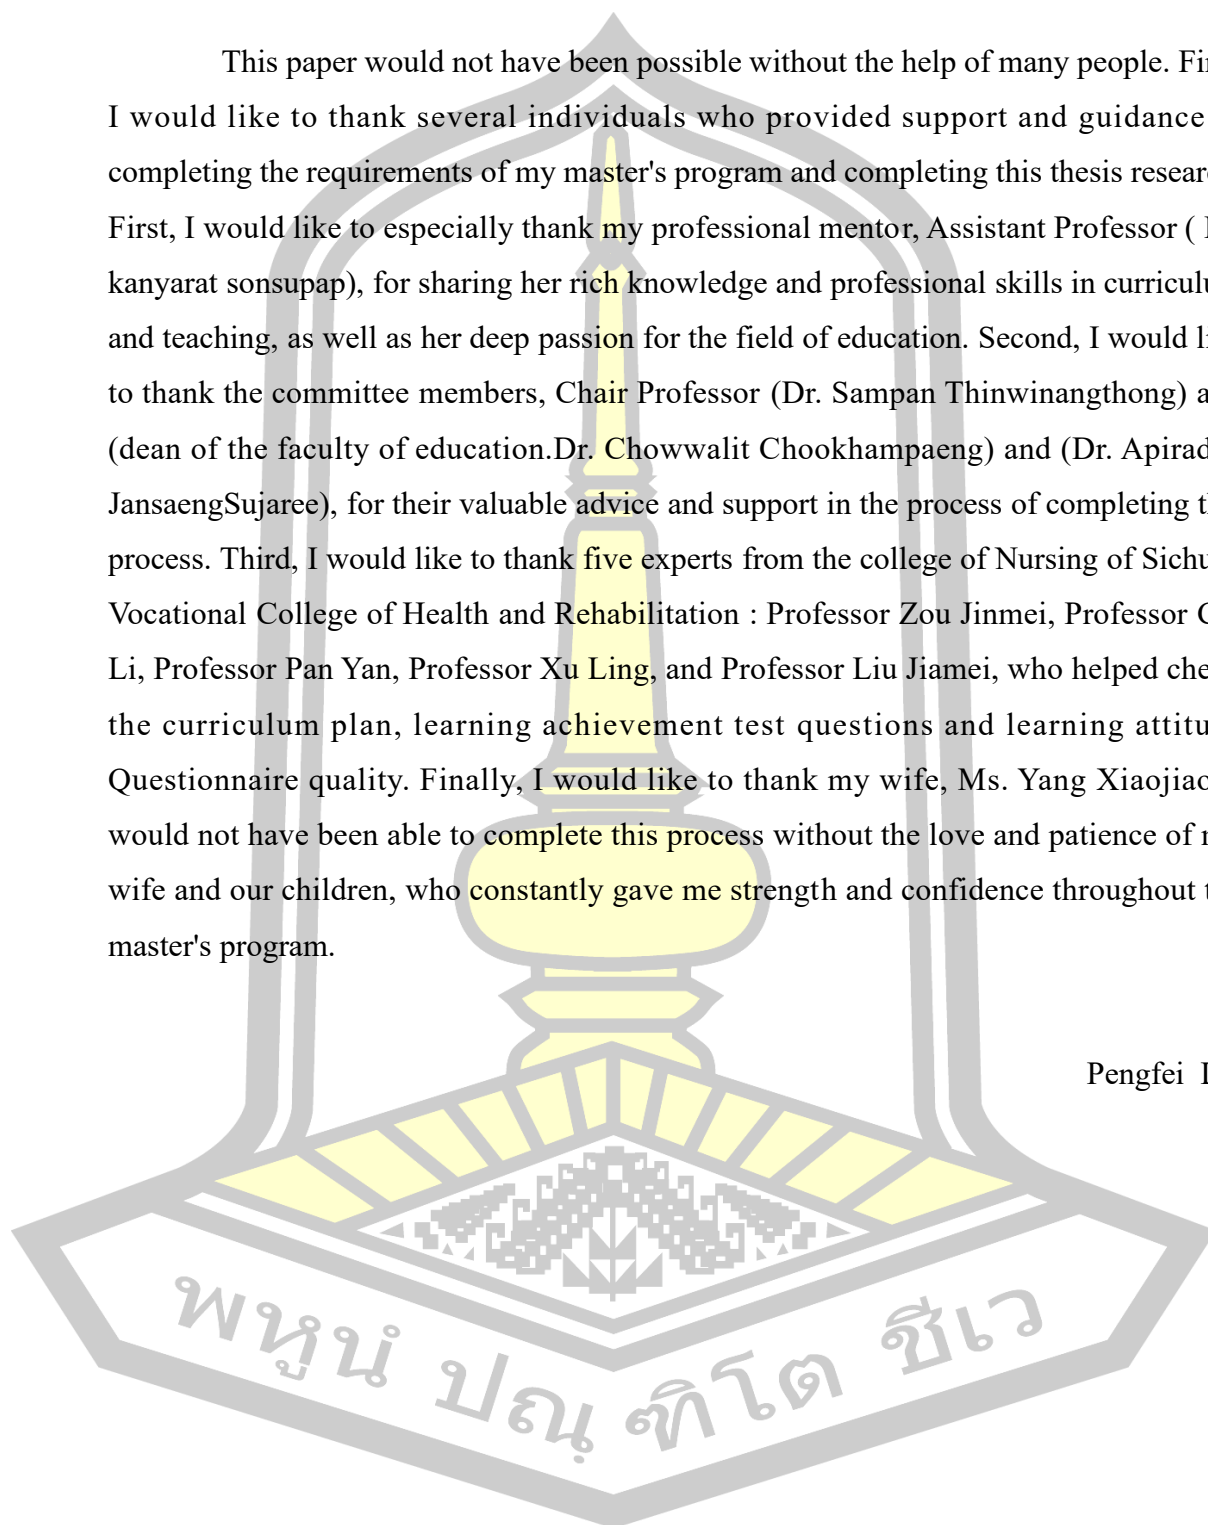 This paper would not have been possible without the help of many people.
I would like to thank several individuals who provided support and guidance
completing the requirements of my master's program and completing this thesis
First, I would like to especially thank my professional mentor, Assistant Professor (
kanyarat sonsupap), for sharing her rich knowledge and professional skills in
and teaching, as well as her deep passion for the field of education. Second, I would
to thank the committee members, Chair Professor (Dr. Sampan Thinwinangthong)
(dean of the faculty of education.Dr. Chowwalit Chookhampaeng) and (Dr.
JansaengSujaree), for their valuable advice and support in the process of completing
process. Third, I would like to thank five experts from the college of Nursing of
Vocational College of Health and Rehabilitation : Professor Zou Jinmei, Professor
Li, Professor Pan Yan, Professor Xu Ling, and Professor Liu Jiamei, who helped
the curriculum plan, learning achievement test questions and learning
Questionnaire quality. Finally, I would like to thank my wife, Ms. Yang
would not have been able to complete this process without the love and patience of
wife and our children, who constantly gave me strength and confidence throughout
master's program.
Pengfei
พหูนํ ปณฺฑิโต ชีเว